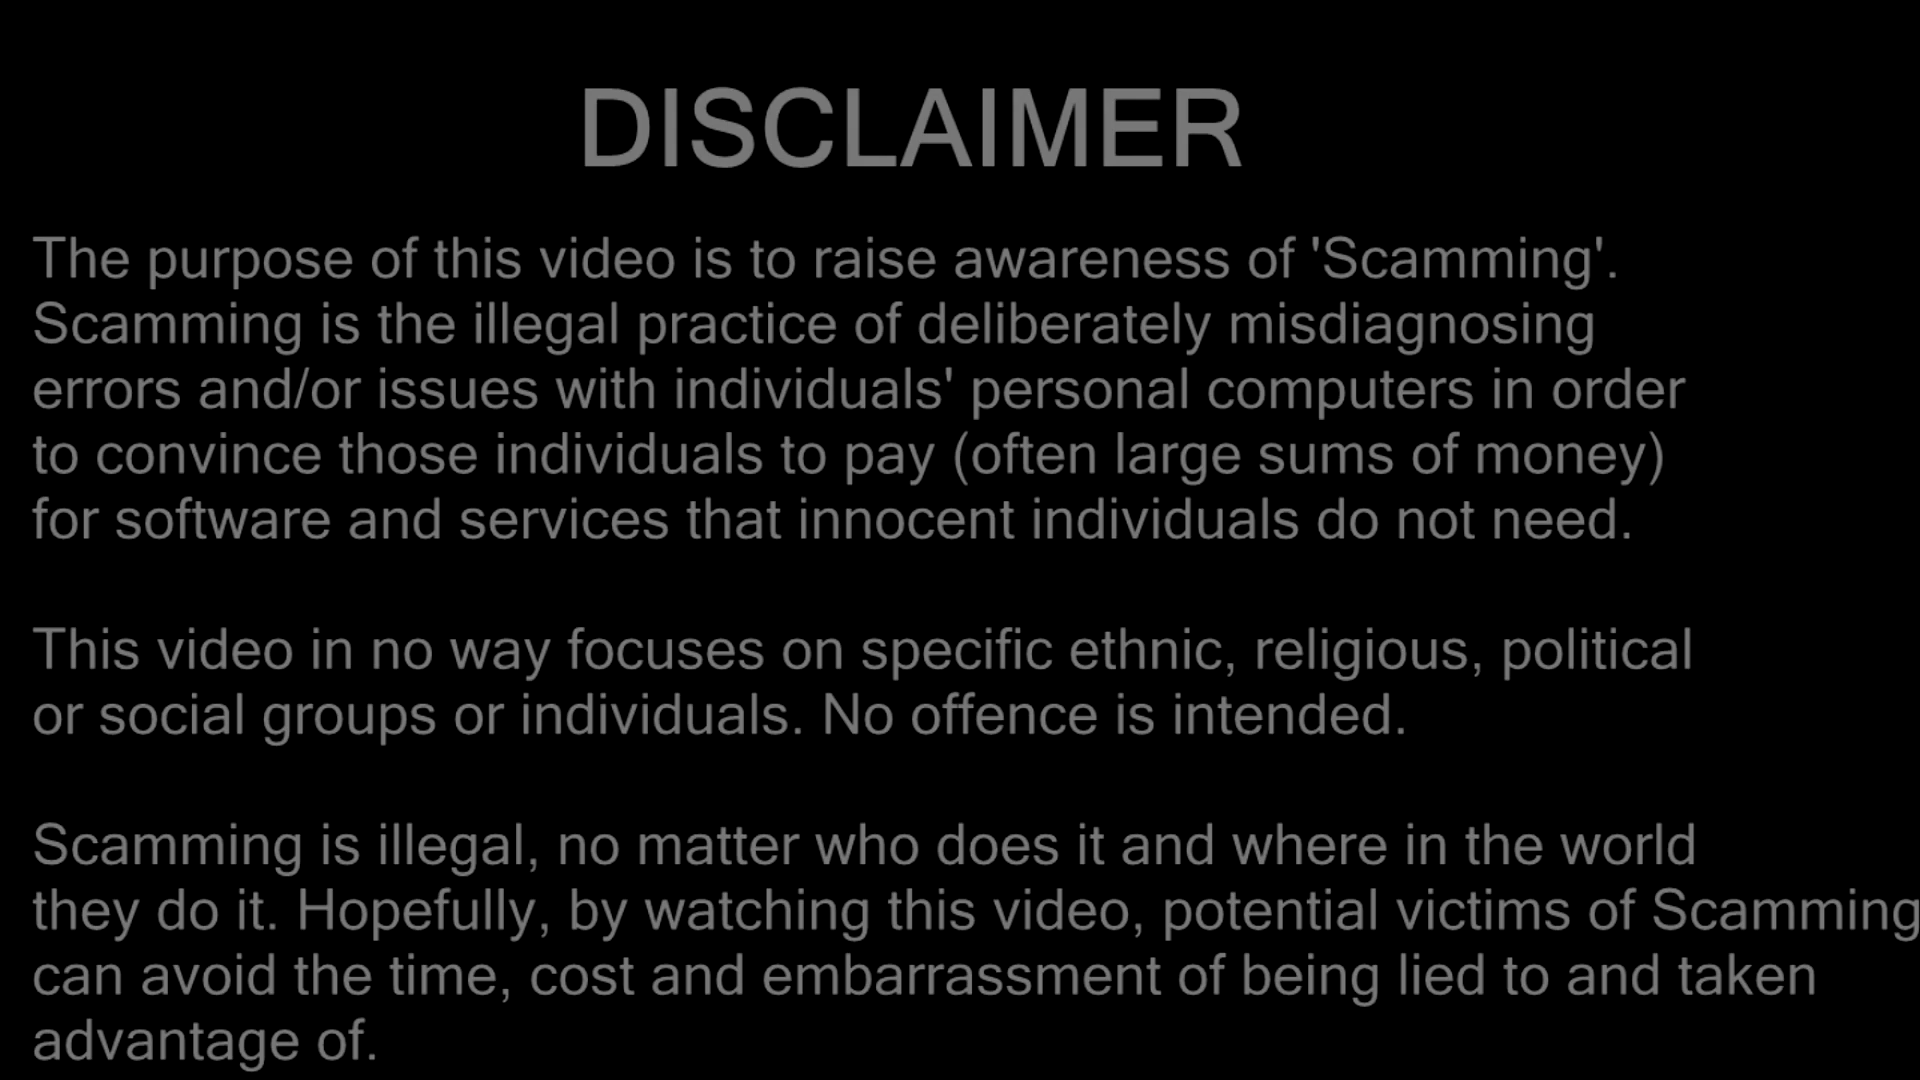 DISCLAIMER
The purpose of this video is to raise awareness of 'Scamming'.
Scamming is the illegal practice of deliberately misdiagnosing
errors and/or issues with individuals' personal computers in order
to convince those individuals to pay (often large sums of money)
for software and services that innocent individuals do not need.
This video in no way focuses on specific ethnic, religious, political
or social groups or individuals. No offence is intended.
Scamming is illegal, no matter who does it and where in the world
they do it. Hopefully, by watching this video, potential victims of Scamming
can avoid the time, cost and embarrassment of being lied to and taken
advantage of.